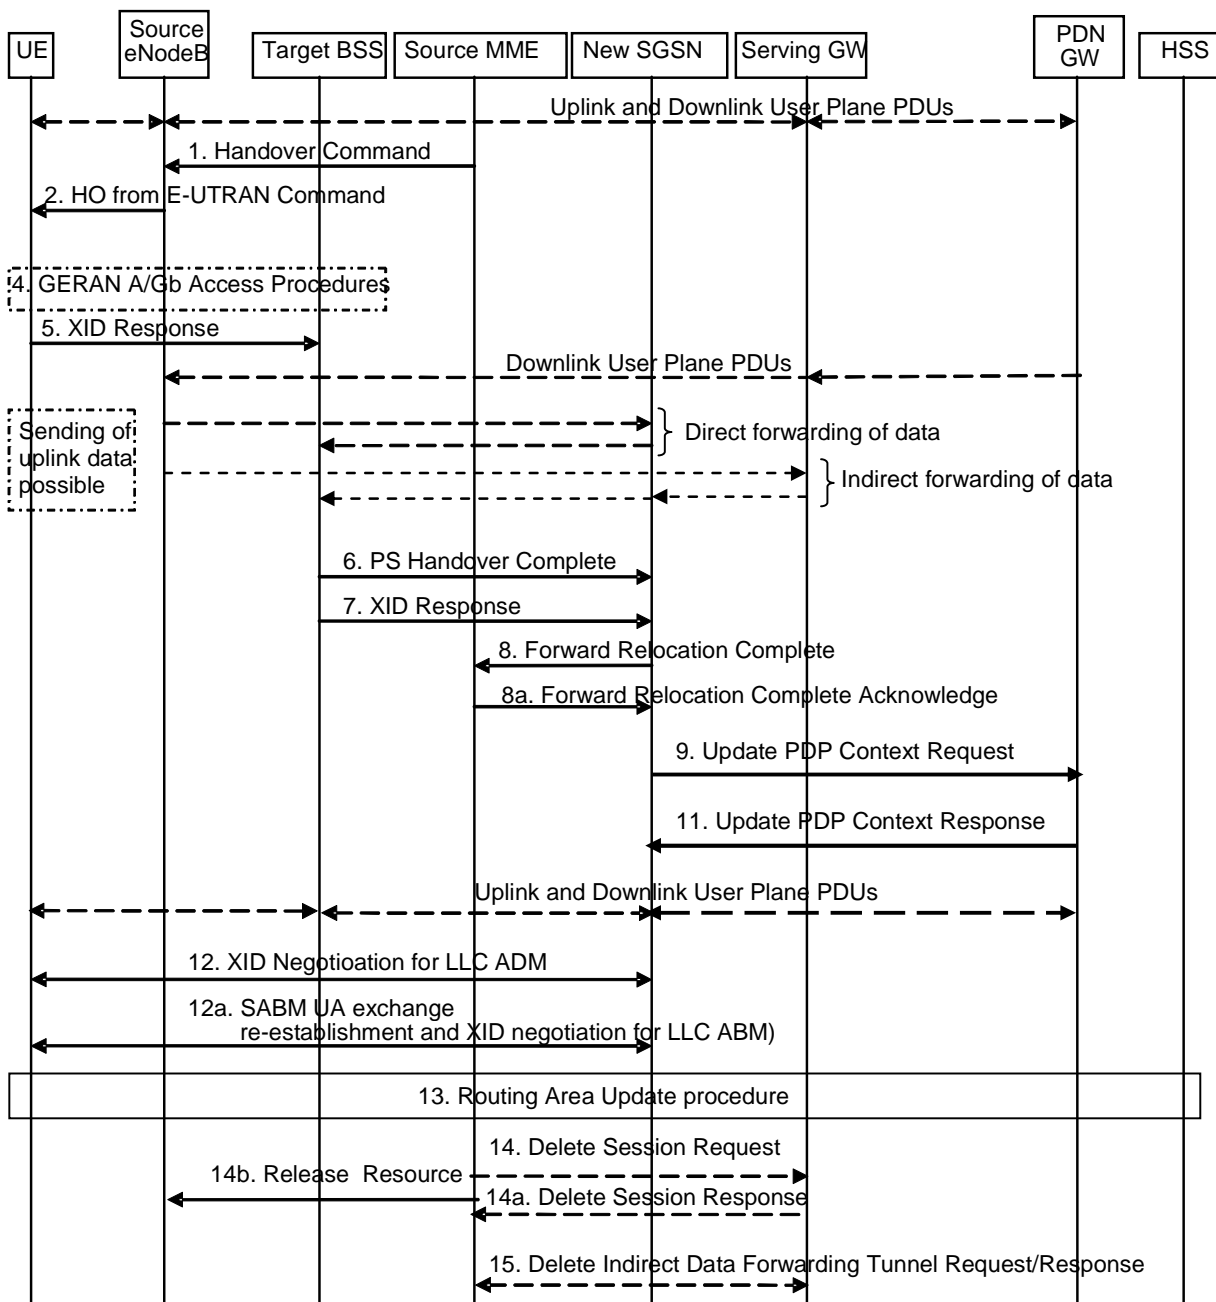 UE
Source
eNodeB
Target BSS
Source MME
New SGSN
Serving GW
PDN
GW
HSS
Uplink and Downlink User Plane PDUs
1. Handover Command
2. HO from E-UTRAN Command
4. GERAN A/Gb Access Procedures
5. XID Response
Downlink User Plane PDUs
Sending of
uplink data
possible
Direct forwarding of data
Indirect forwarding of data
6. PS Handover Complete
7. XID Response
8. Forward Relocation Complete
8a. Forward Relocation Complete Acknowledge
9. Update PDP Context Request
11. Update PDP Context Response
Uplink and Downlink User Plane PDUs
12. XID Negotioation for LLC ADM
12a. SABM UA exchange
re-establishment and XID negotiation for LLC ABM)
13. Routing Area Update procedure
14. Delete Session Request
14b. Release Resource
14a. Delete Session Response
15. Delete Indirect Data Forwarding Tunnel Request/Response